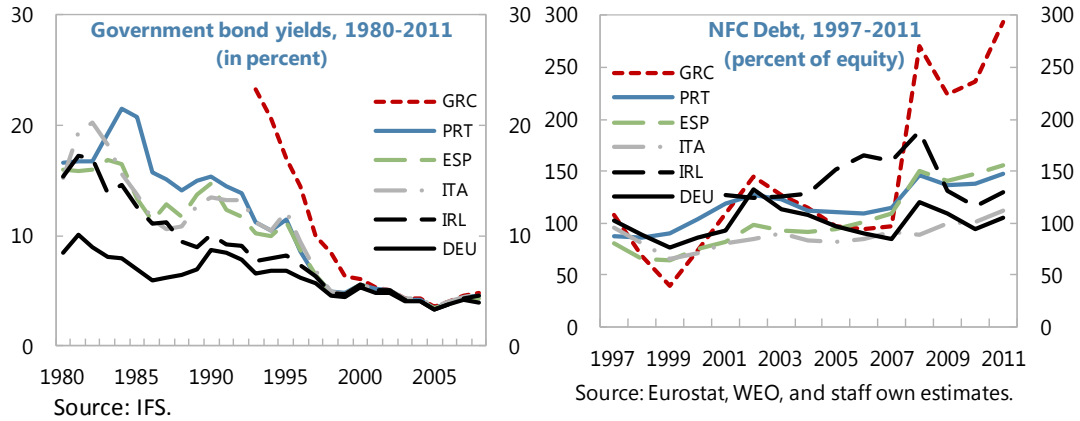 Government bond yields, 1980-2011
(in percent)
30
20
10
0
30
20
10
0
GRC
PRT
ESP
ITA
IRL
DEU
1980 1985 1990 1995 2000 2005
Source: IFS.
NFC Debt, 1997-2011
(percent of equity)
300
250
200
150
100
50
0
300
250
200
150
100
50
0
GRC
PRT
ESP
ITA
IRL
DEU
1997 1999 2001 2003 2005 2007 2009 2011
Source: Eurostat, WEO, and staff own estimates.